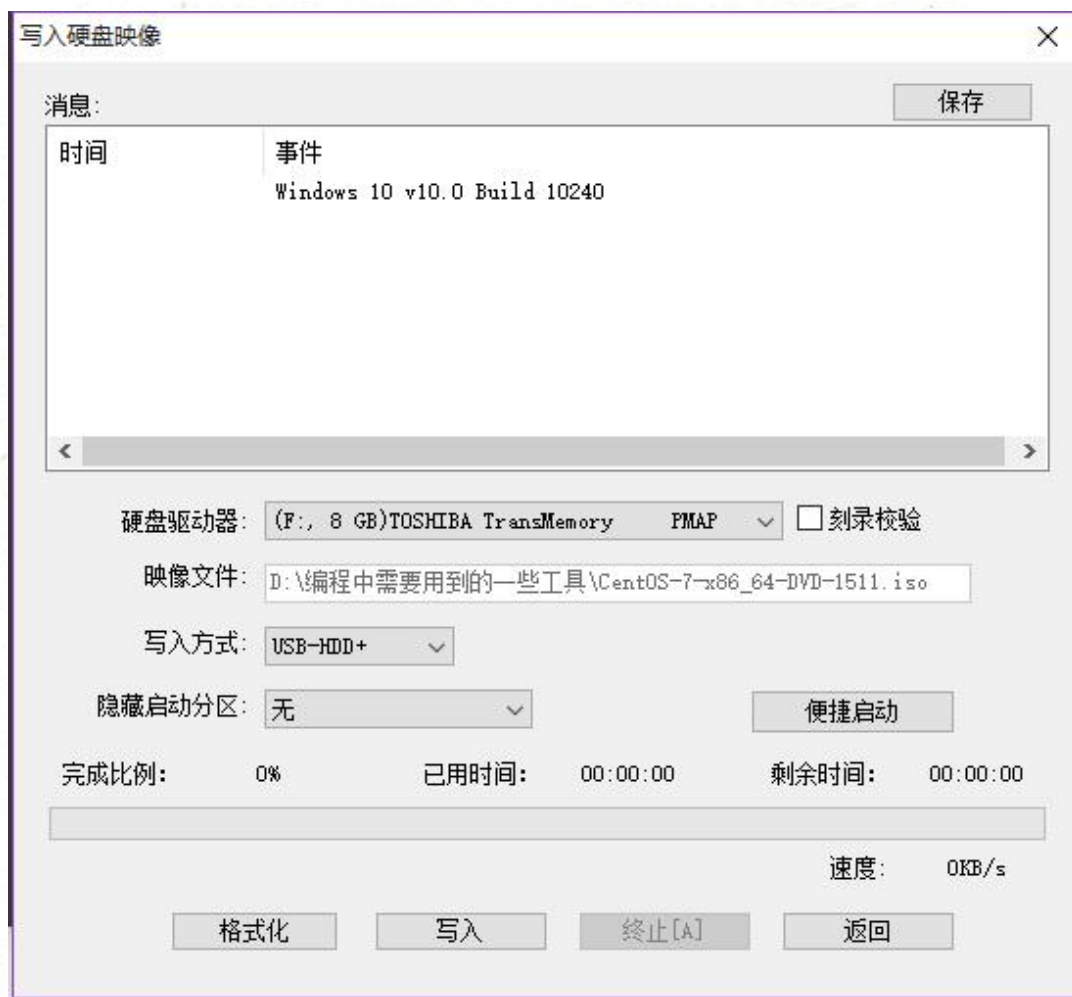 写入硬盘映像
消息: 保存
时间 事件
Windows 10 v10.0 Build 10240
硬盘驱动器: (F:, 8 GB)TOSHIBA TransMemory PMAP 刻录校验
映像文件: D:\编程中需要用到的一些工具\CentOS-7-x86_64-DVD-1511.iso
写入方式: USB-HDD+
隐藏启动分区: 无 便捷启动
完成比例: 0% 已用时间: 00:00:00 剩余时间: 00:00:00
速度: 0KB/s
格式化 写入 终止[A] 返回